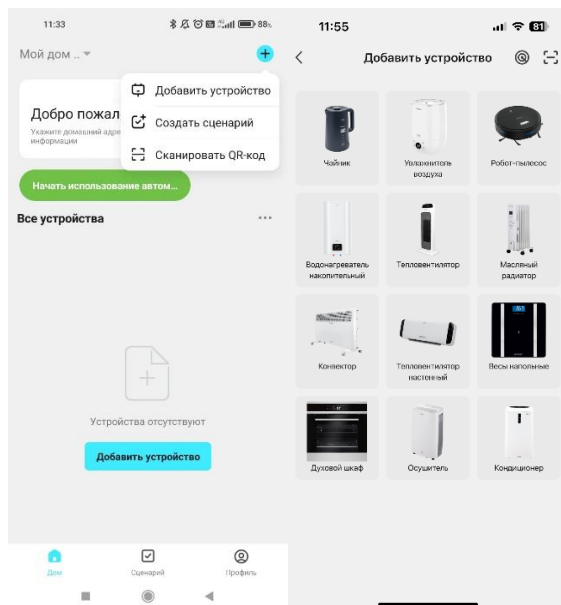 11:33
88%
Мой дом ..
Добавить устройство
Создать сценарий
Сканировать QR-код
Добро пожал
Укажите домашний адре
информации
Начать использование автом...
Все устройства
Устройства отсутствуют
Добавить устройство
Дом
Сценарий
Профиль
11:55
81
Добавить устройство
Чайник
Увлажнитель
воздуха
Робот-пылесос
Водонагреватель
накопительный
Тепловентилятор
Масляный
радиатор
Конвектор
Тепловентилятор
настенный
Весы напольные
Духовой шкаф
Осушитель
Кондиционер